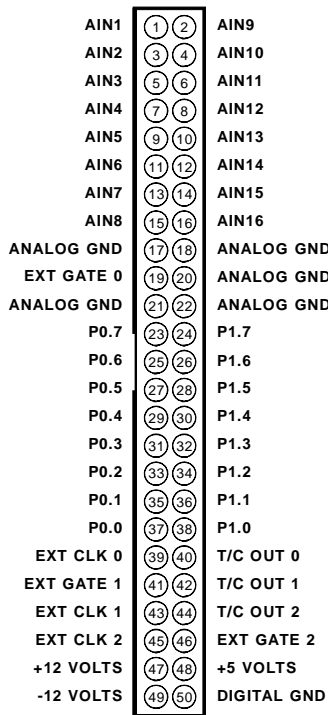 AIN1 1 2 AIN9
AIN2 3 4 AIN10
AIN3 5 6 AIN11
AIN4 7 8 AIN12
AIN5 9 10 AIN13
AIN6 11 12 AIN14
AIN7 13 14 AIN15
AIN8 15 16 AIN16
ANALOG GND 17 18 ANALOG GND
EXT GATE 0 19 20 ANALOG GND
ANALOG GND 21 22 ANALOG GND
P0.7 23 24 P1.7
P0.6 25 26 P1.6
P0.5 27 28 P1.5
P0.4 29 30 P1.4
P0.3 31 32 P1.3
P0.2 33 34 P1.2
P0.1 35 36 P1.1
P0.0 37 38 P1.0
EXT CLK 0 39 40 T/C OUT 0
EXT GATE 1 41 42 T/C OUT 1
EXT CLK 1 43 44 T/C OUT 2
EXT CLK 2 45 46 EXT GATE 2
+12 VOLTS 47 48 +5 VOLTS
-12 VOLTS 49 50 DIGITAL GND